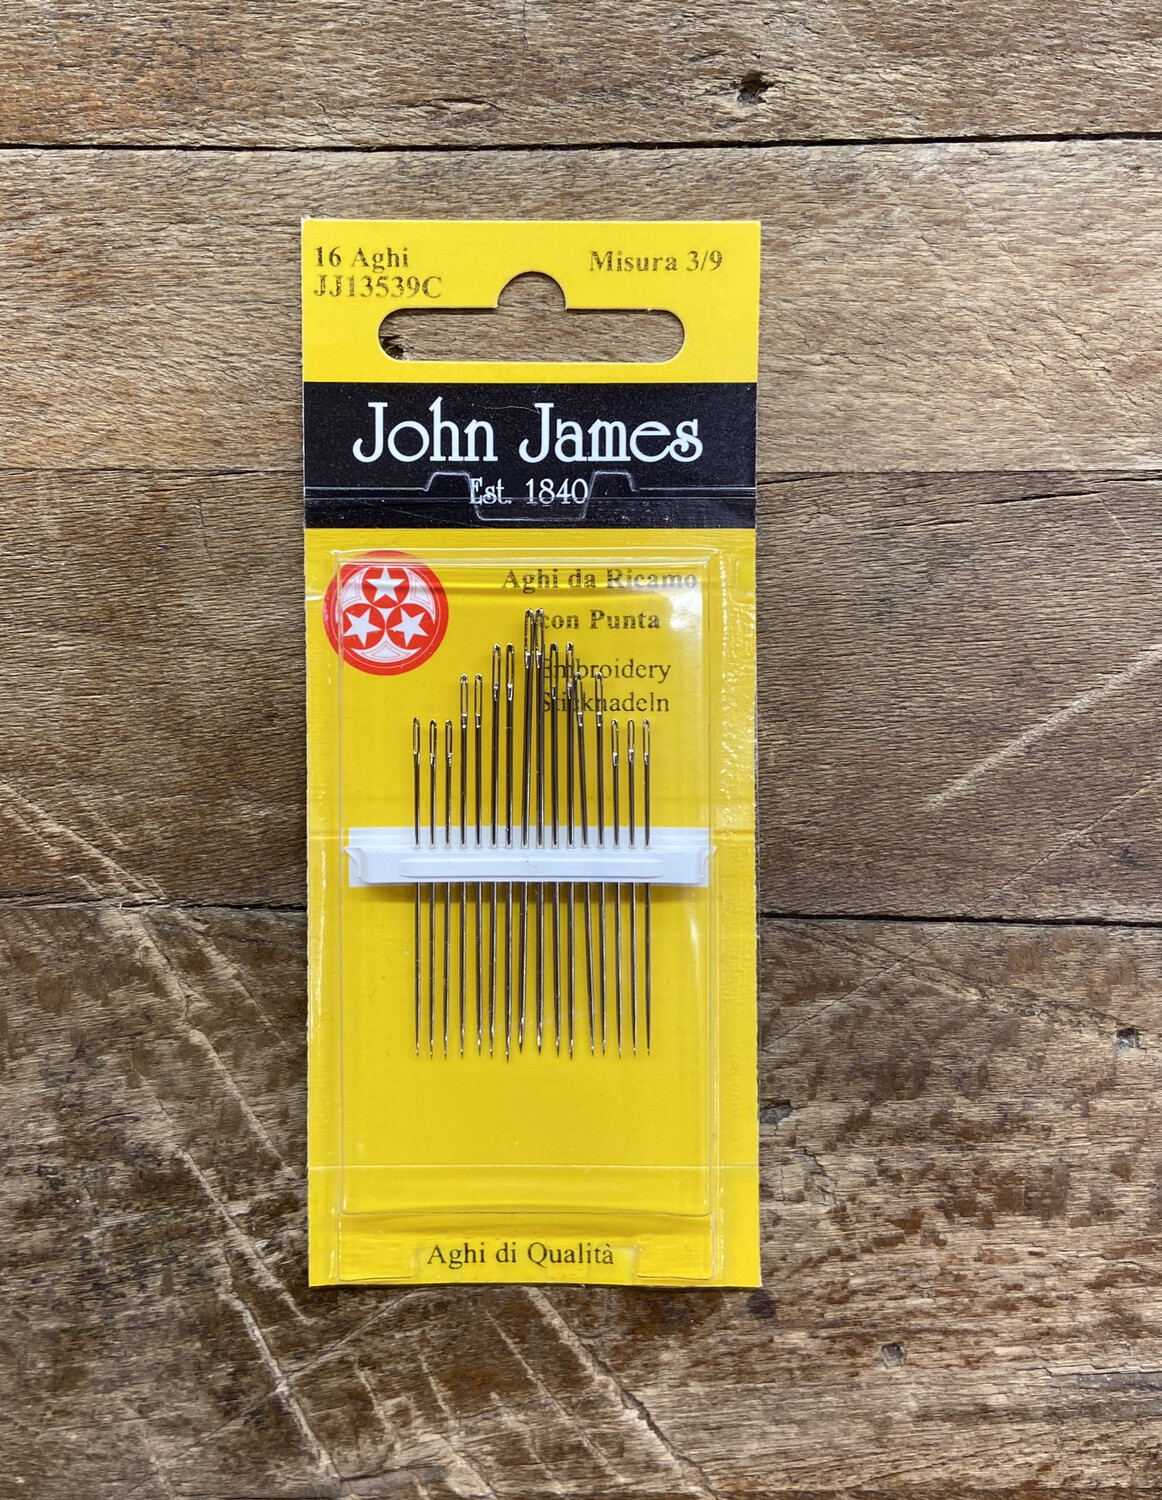 16 Aghi
JJ13539C
Misura 3/9
John James
Est. 1840
Aghi da Ricamo
con Punta
Embroidery
Sticknadeln
Aghi di Qualità